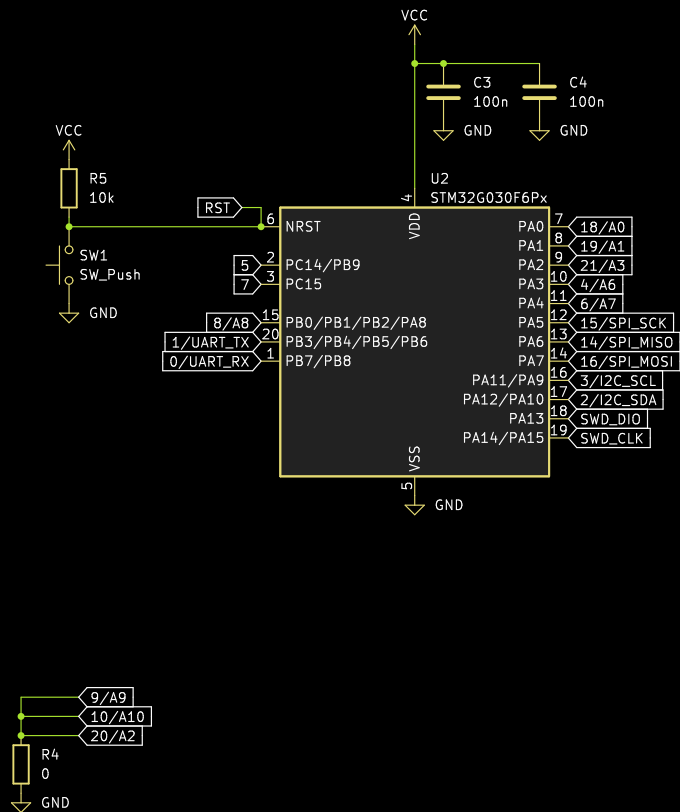 VCC
C3
100n
C4
100n
GND
GND
VCC
R5
10k
U2
STM32G030F6Px
RST
6
NRST
4
VDD
SW1
SW_Push
GND
5
2
PC14/PB9
7
3
PC15
8/A8
15
PB0/PB1/PB2/PA8
1/UART_TX
20
PB3/PB4/PB5/PB6
0/UART_RX
1
PB7/PB8
PA0
7
18/A0
PA1
8
19/A1
PA2
9
21/A3
PA3
10
4/A6
PA4
11
6/A7
PA5
12
15/SPI_SCK
PA6
13
14/SPI_MISO
PA7
14
16/SPI_MOSI
PA11/PA9
16
3/I2C_SCL
PA12/PA10
17
2/I2C_SDA
PA13
18
SWD_DIO
PA14/PA15
19
SWD_CLK
VSS
5
GND
9/A9
10/A10
20/A2
R4
0
GND